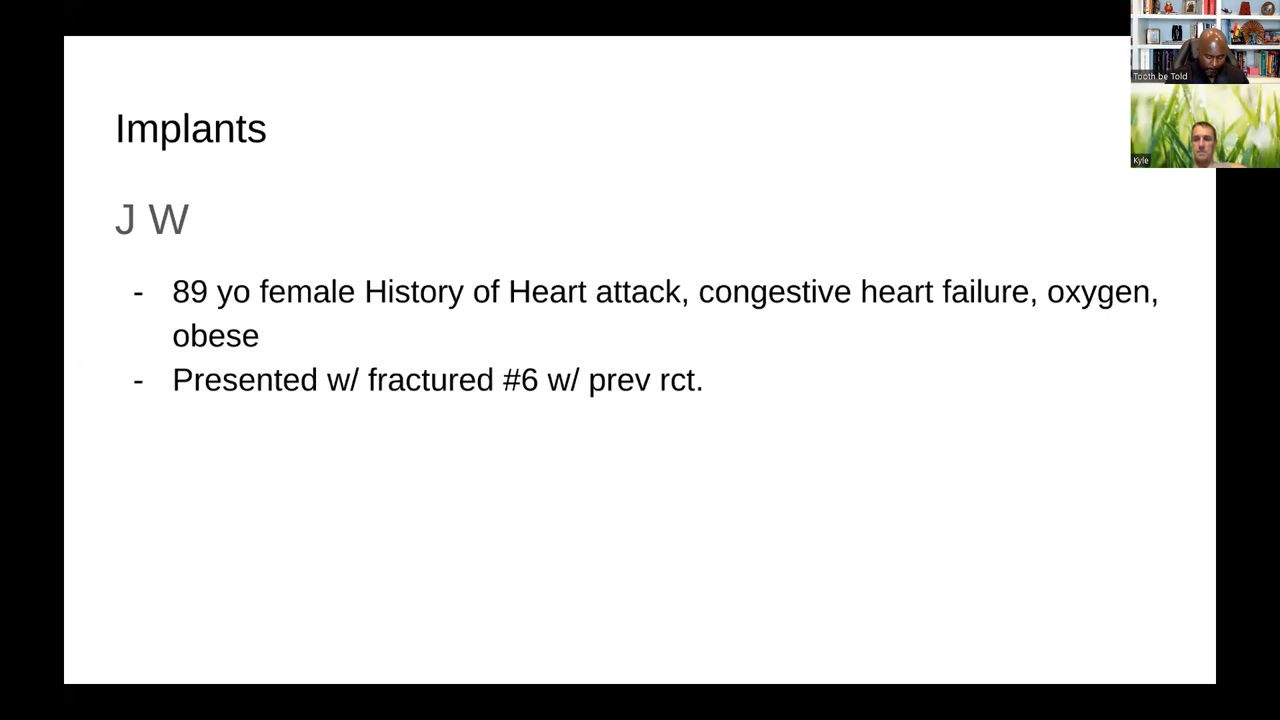 Implants
J W
- 89 yo female History of Heart attack, congestive heart failure, oxygen,
obese
- Presented w/ fractured #6 w/ prev rct.
Tooth be Told
Kyle